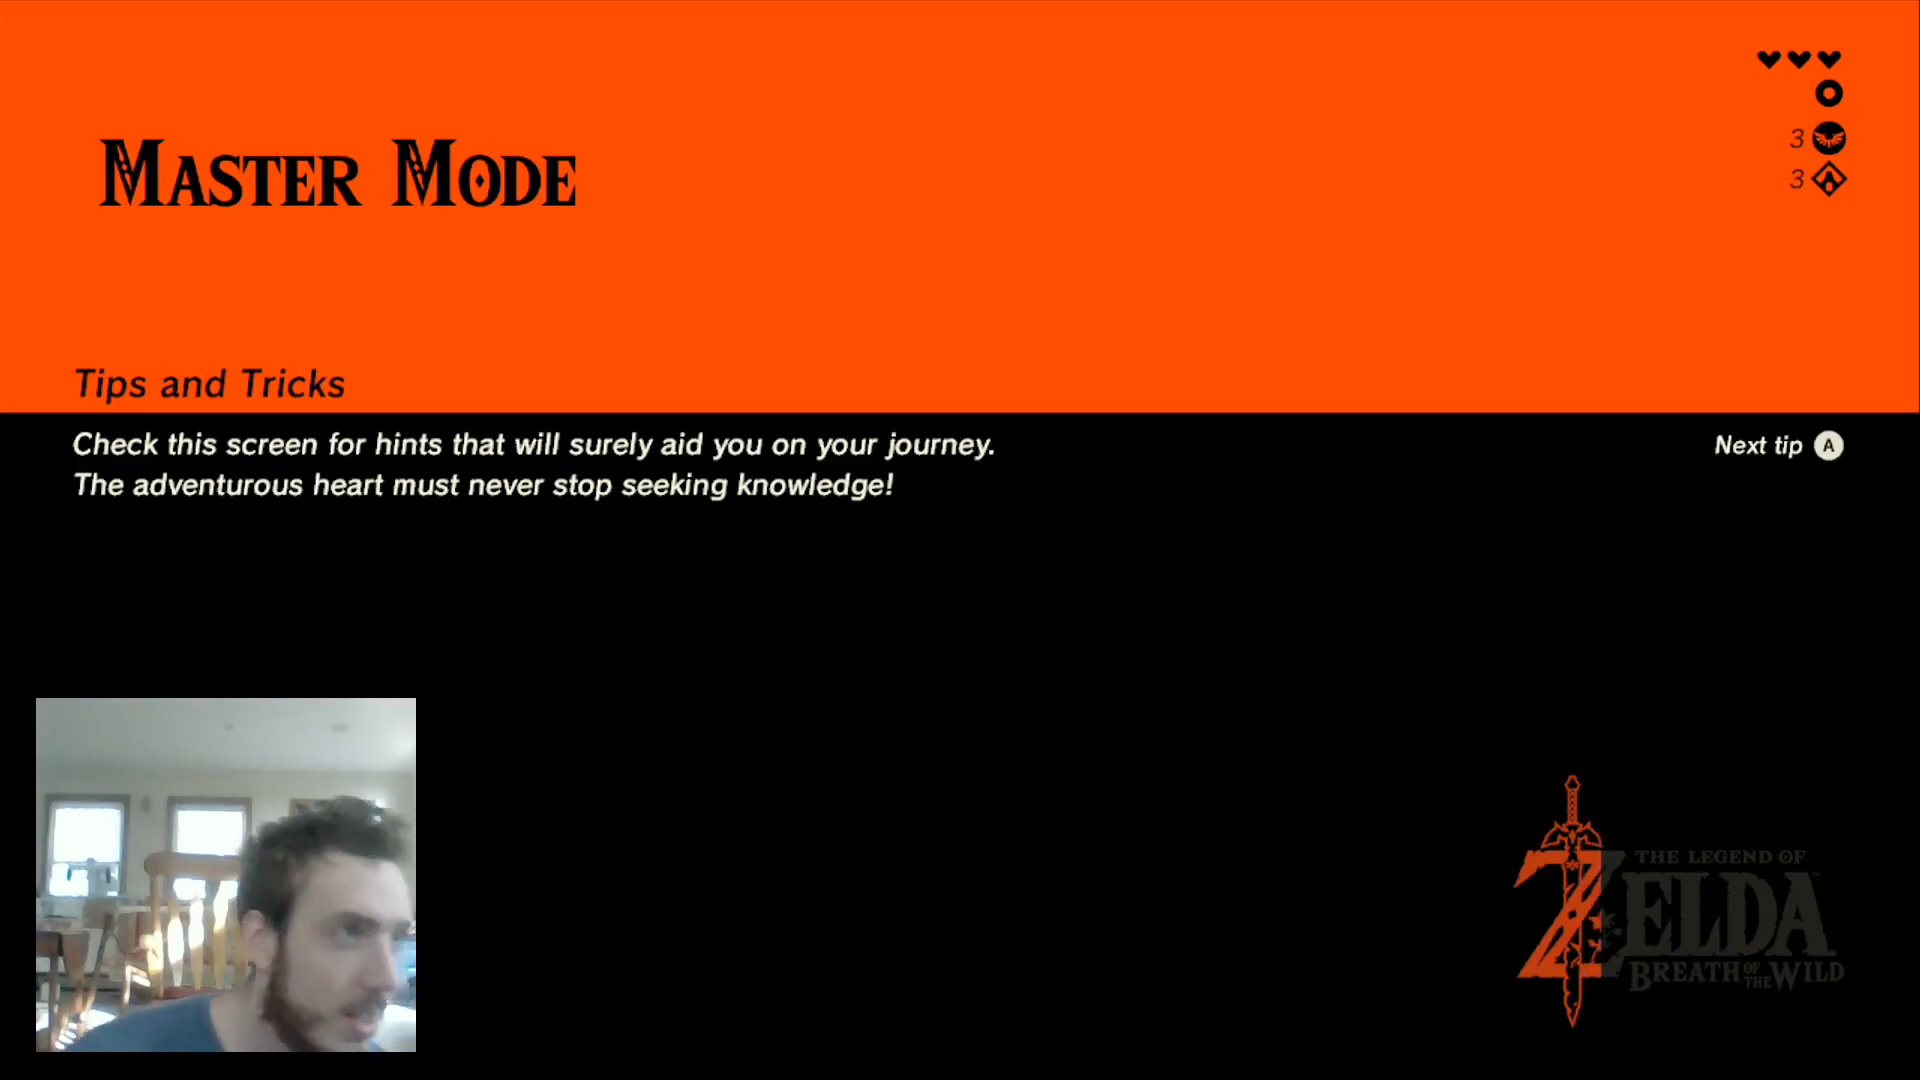 MASTER MODE
3
3
Tips and Tricks
Check this screen for hints that will surely aid you on your journey.
The adventurous heart must never stop seeking knowledge!
Next tip A
THE LEGEND OF
ZELDA
BREATH OF THE WILD